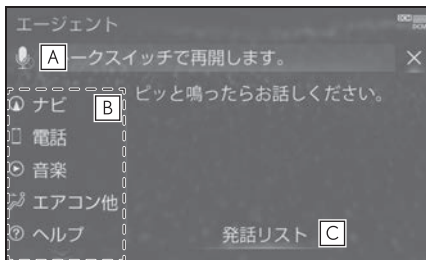 エージェント
A ークスイッチで再開します。
ピッと鳴ったらお話しください。
B
ナビ
電話
音楽
エアコン他
ヘルプ
発話リスト C